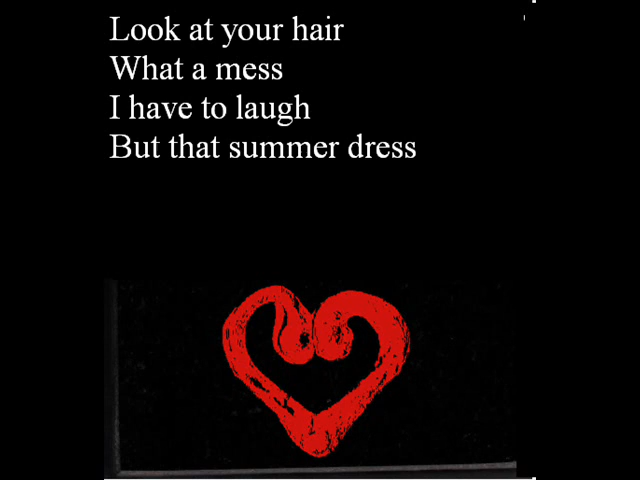 Look at your hair
What a mess
I have to laugh
But that summer dress